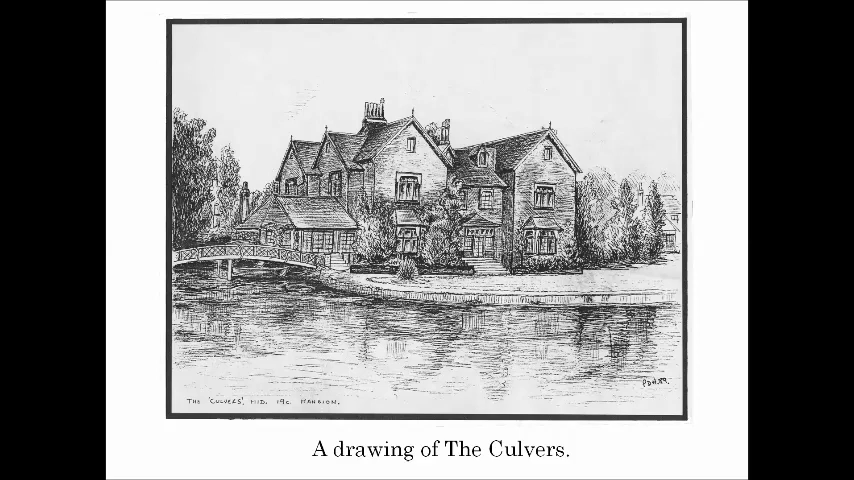 THE 'CULVERS', MID. 19c. MANSION.
A drawing of The Culvers.